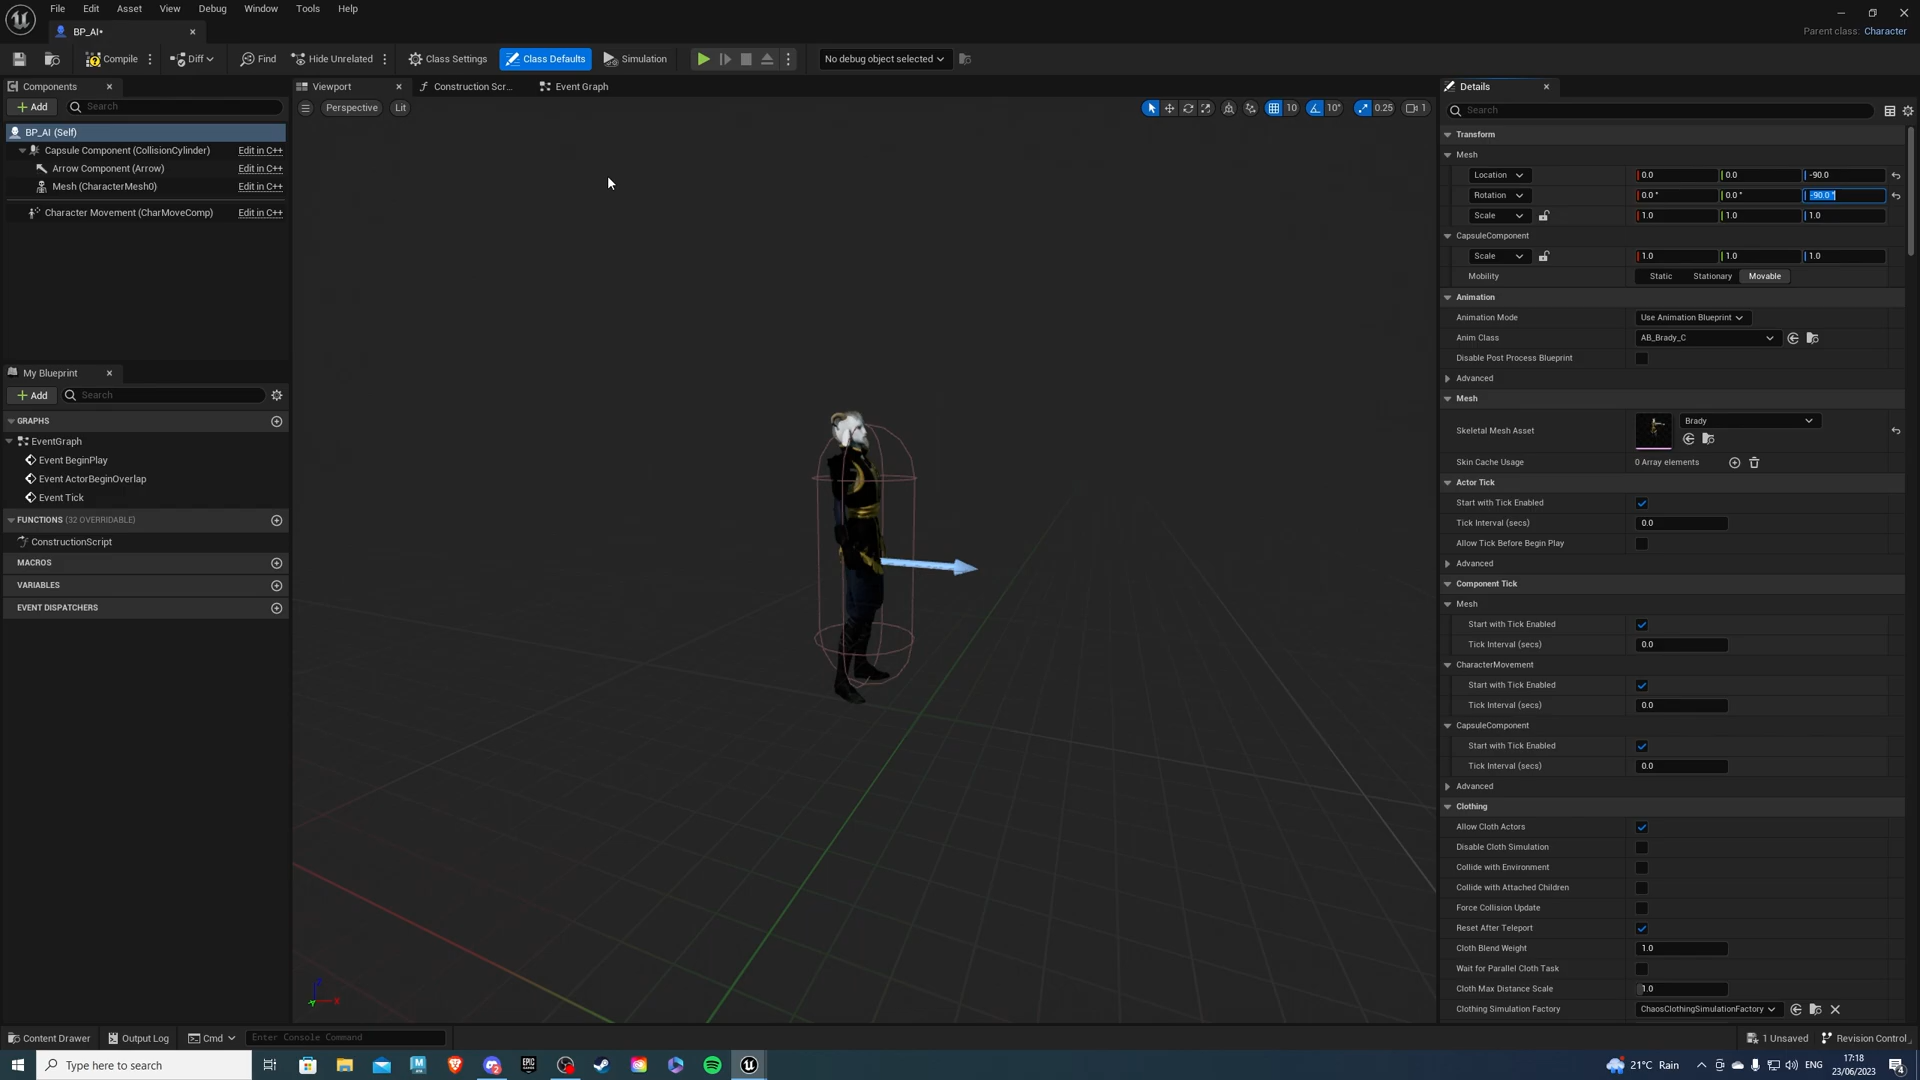 File Edit Asset View Debug Window Tools Help
BP_AI*
Parent class: Character
Compile Diff Find Hide Unrelated Class Settings Class Defaults Simulation No debug object selected
Components
Add Search
BP_AI (Self)
Capsule Component (CollisionCylinder) Edit in C++
Arrow Component (Arrow) Edit in C++
Mesh (CharacterMesh0) Edit in C++
Character Movement (CharMoveComp) Edit in C++
My Blueprint
Add Search
GRAPHS
EventGraph
Event BeginPlay
Event ActorBeginOverlap
Event Tick
FUNCTIONS (32 OVERRIDABLE)
ConstructionScript
MACROS
VARIABLES
EVENT DISPATCHERS
Viewport Construction Scr... Event Graph
Perspective Lit 10 10° 0.25 1
Z
X
Y
Details
Search
Transform
Mesh
Location 0.0 0.0 -90.0
Rotation 0.0 ° 0.0 ° -90.0 °
Scale 1.0 1.0 1.0
CapsuleComponent
Scale 1.0 1.0 1.0
Mobility Static Stationary Movable
Animation
Animation Mode Use Animation Blueprint
Anim Class AB_Brady_C
Disable Post Process Blueprint
Advanced
Mesh
Skeletal Mesh Asset Brady
Skin Cache Usage 0 Array elements
Actor Tick
Start with Tick Enabled
Tick Interval (secs) 0.0
Allow Tick Before Begin Play
Advanced
Component Tick
Mesh
Start with Tick Enabled
Tick Interval (secs) 0.0
CharacterMovement
Start with Tick Enabled
Tick Interval (secs) 0.0
CapsuleComponent
Start with Tick Enabled
Tick Interval (secs) 0.0
Advanced
Clothing
Allow Cloth Actors
Disable Cloth Simulation
Collide with Environment
Collide with Attached Children
Force Collision Update
Reset After Teleport
Cloth Blend Weight 1.0
Wait for Parallel Cloth Task
Cloth Max Distance Scale 1.0
Clothing Simulation Factory ChaosClothingSimulationFactory
Content Drawer Output Log Cmd Enter Console Command 1 Unsaved Revision Control
Type here to search 21°C Rain ENG 17:18
23/06/2023
4